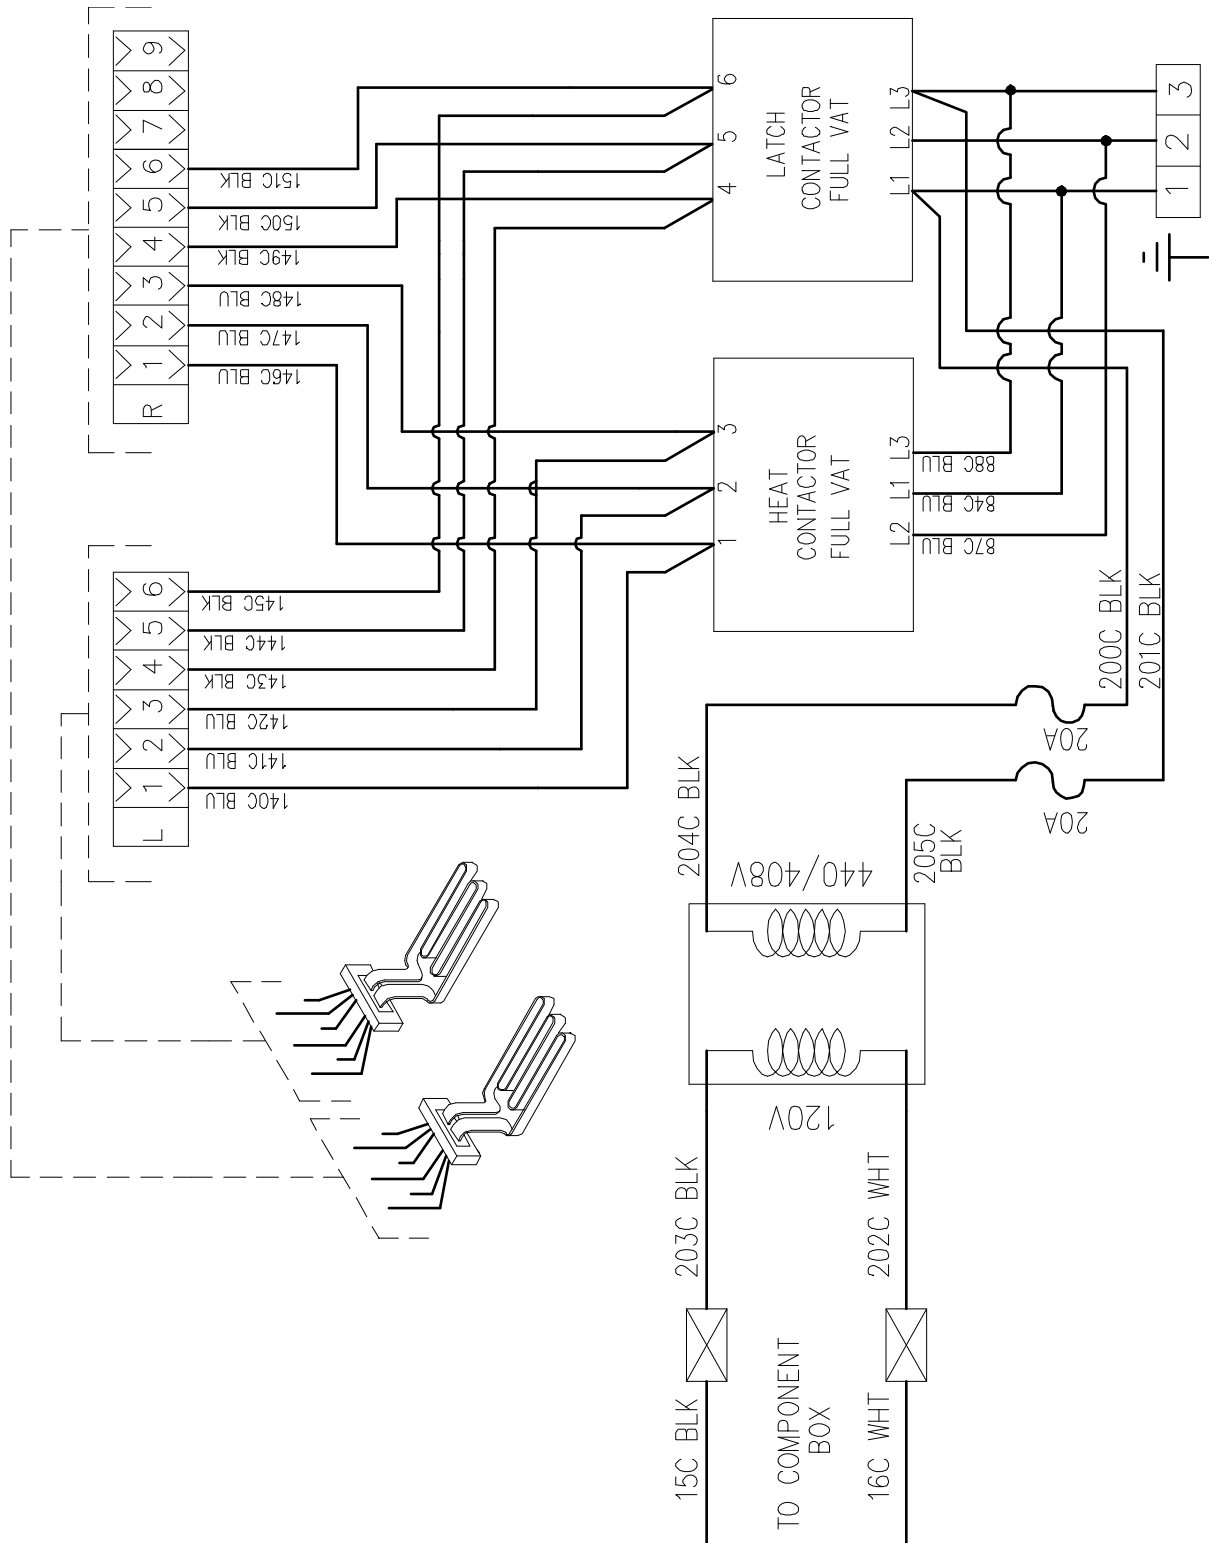 9
8
7
6
5
4
3
2
1
R
151C BLK
150C BLK
149C BLK
148C BLU
147C BLU
146C BLU
6
5
4
3
2
1
L
145C BLK
144C BLK
143C BLK
142C BLU
141C BLU
140C BLU
6
5
4
LATCH
CONTACTOR
FULL VAT
L3
L2
L1
3
2
1
3
2
1
HEAT
CONTACTOR
FULL VAT
L3
L1
L2
88C BLU
84C BLU
87C BLU
200C BLK
201C BLK
20A
20A
204C BLK
205C
BLK
440/408V
120V
203C BLK
202C WHT
15C BLK
TO COMPONENT
BOX
16C WHT